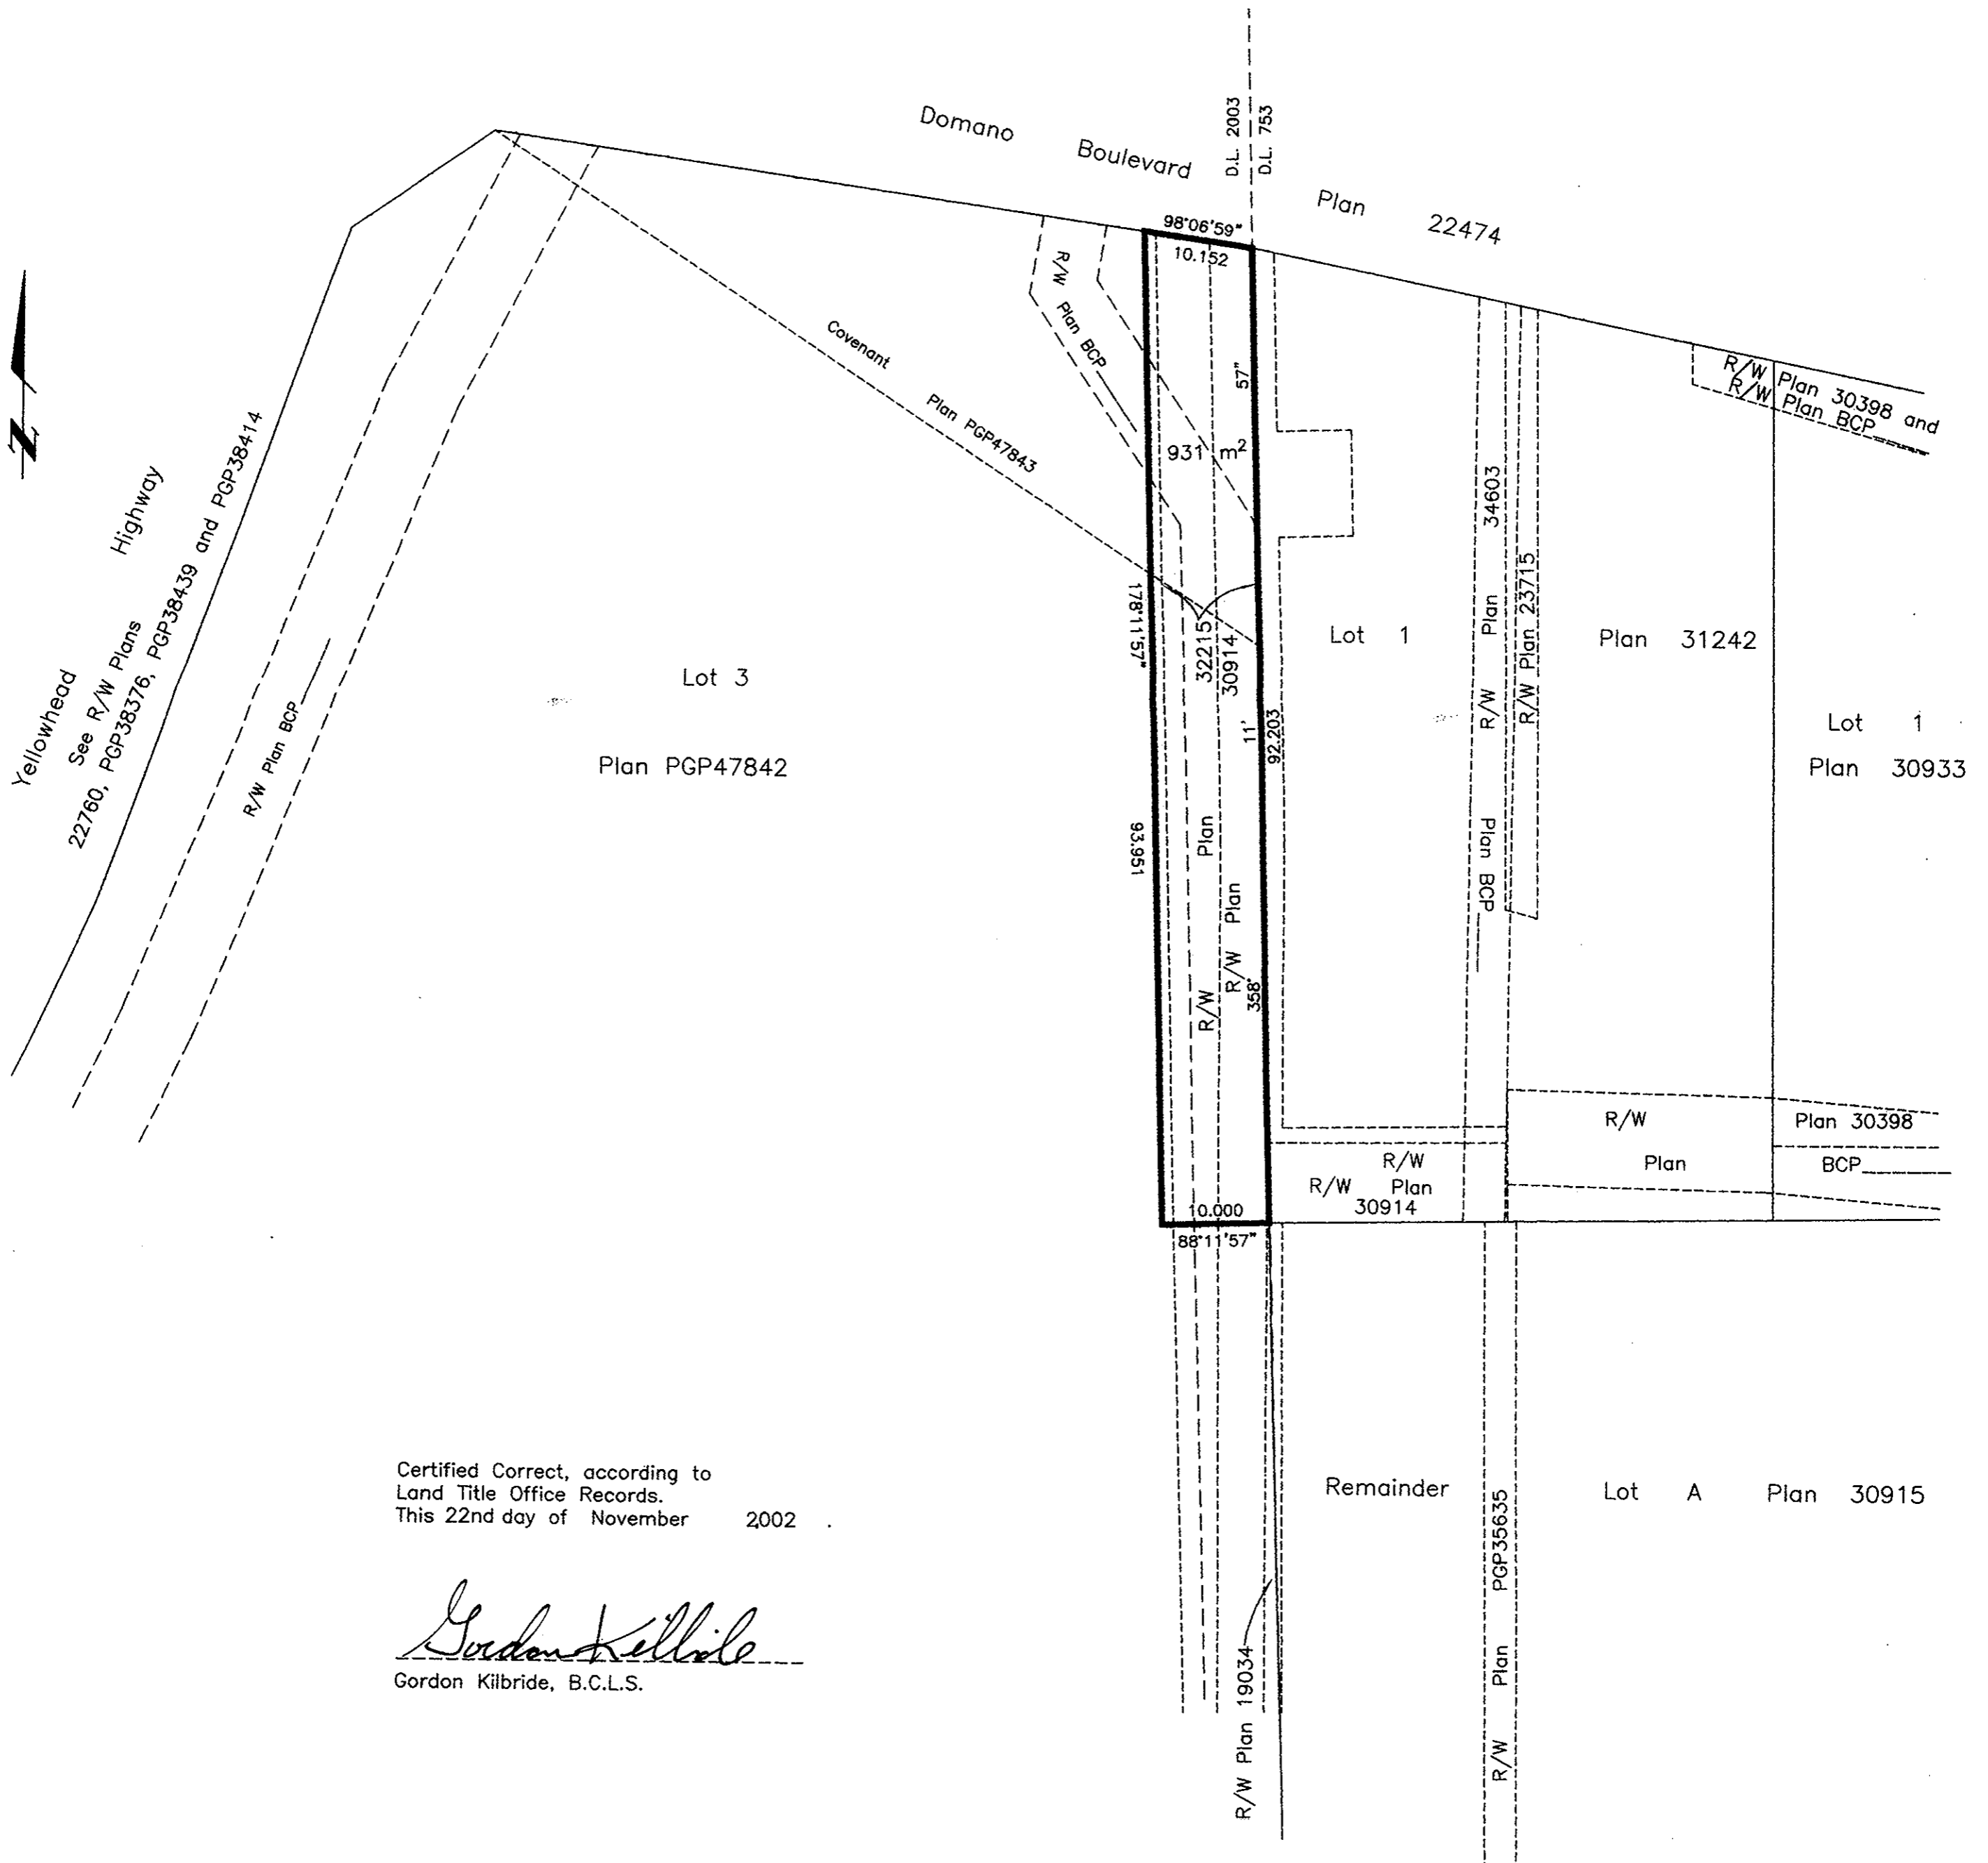 Domano Boulevard
D.L. 2003
D.L. 753
Plan 22474
98°06'59"
10.152
R/W Plan BCP
Covenant Plan PGP47843
931 m²
57"
11'
358°
92.203
178°11'57"
93.951
R/W Plan 32215
R/W Plan 30914
10.000
88°11'57"
R/W Plan 30398 and
R/W Plan BCP
Yellowhead Highway
See R/W Plans
22760, PGP38376, PGP38439 and PGP38414
N
R/W Plan BCP
Lot 3
Plan PGP47842
Lot 1
R/W Plan 34603
R/W Plan 23715
Plan BCP
Plan 31242
Lot 1
Plan 30933
R/W Plan 30398
R/W Plan BCP
R/W Plan
30914
Remainder Lot A Plan 30915
R/W Plan PGP35635
R/W Plan 19034
Certified Correct, according to
Land Title Office Records.
This 22nd day of November 2002 .
Gordon Kilbride
Gordon Kilbride, B.C.L.S.